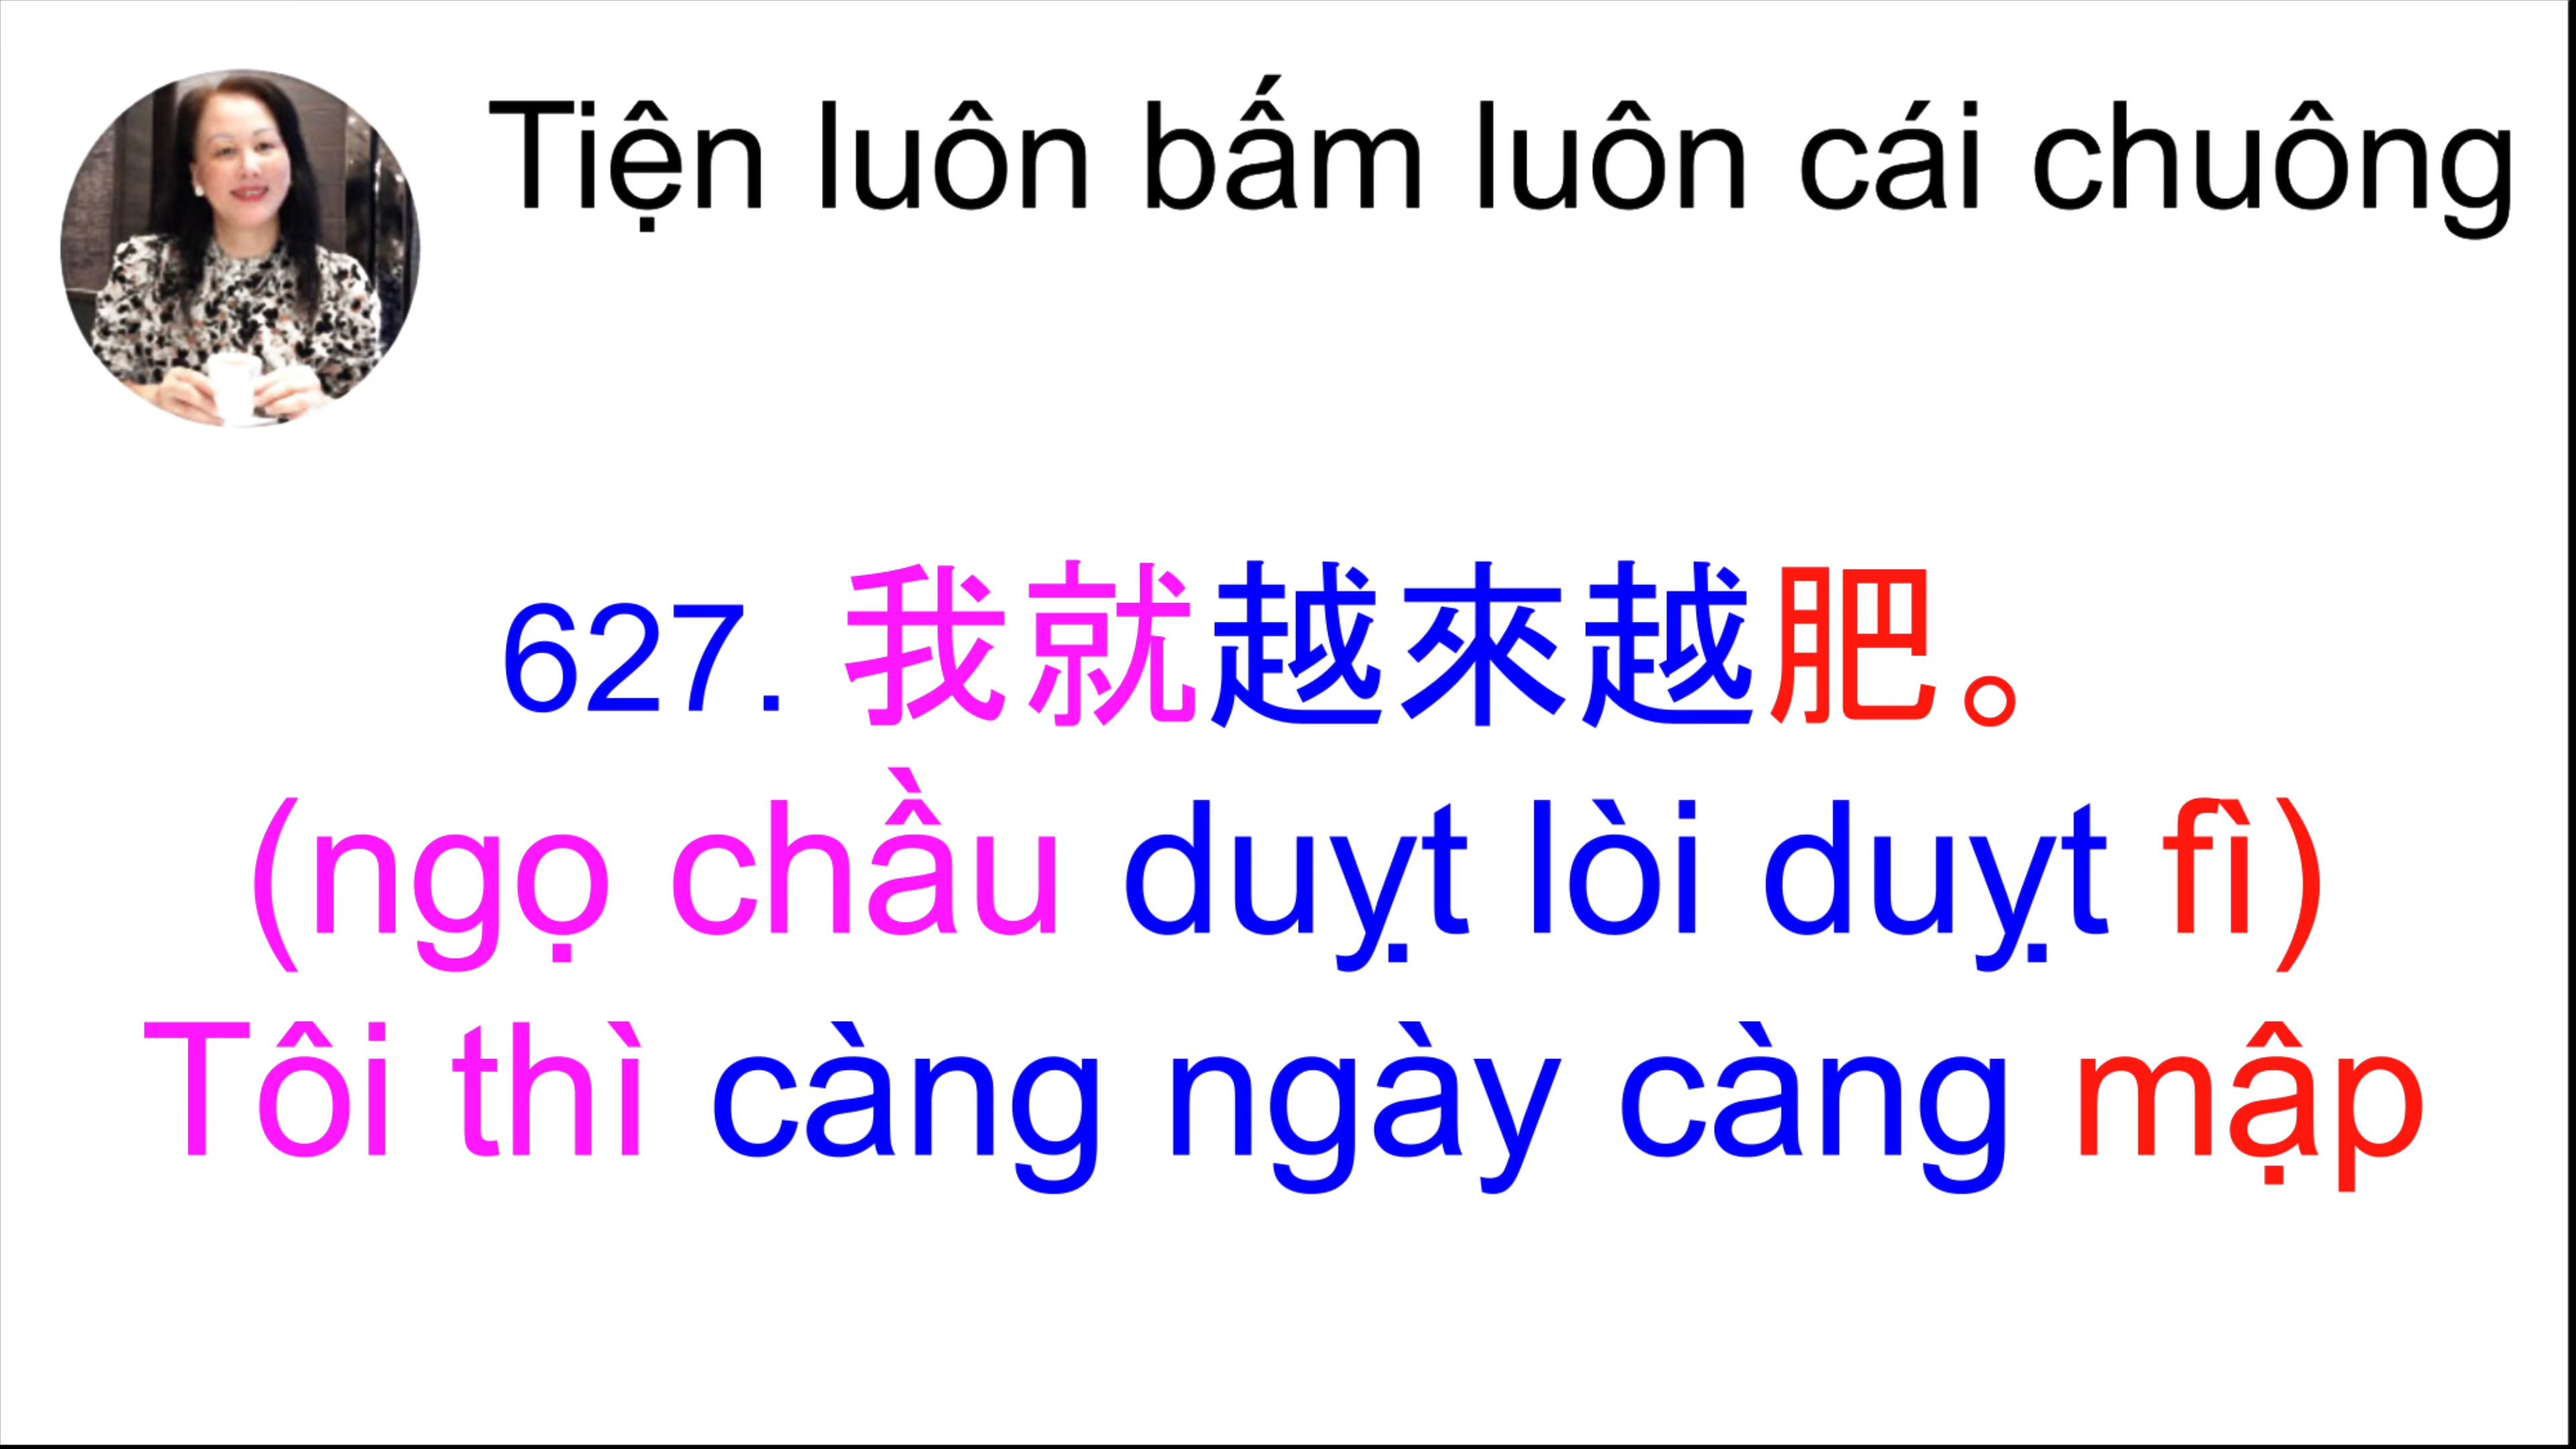 Tiện luôn bấm luôn cái chuông
627. 我就越來越肥。
(ngọ chầu duỵt lòi duỵt fì)
Tôi thì càng ngày càng mập